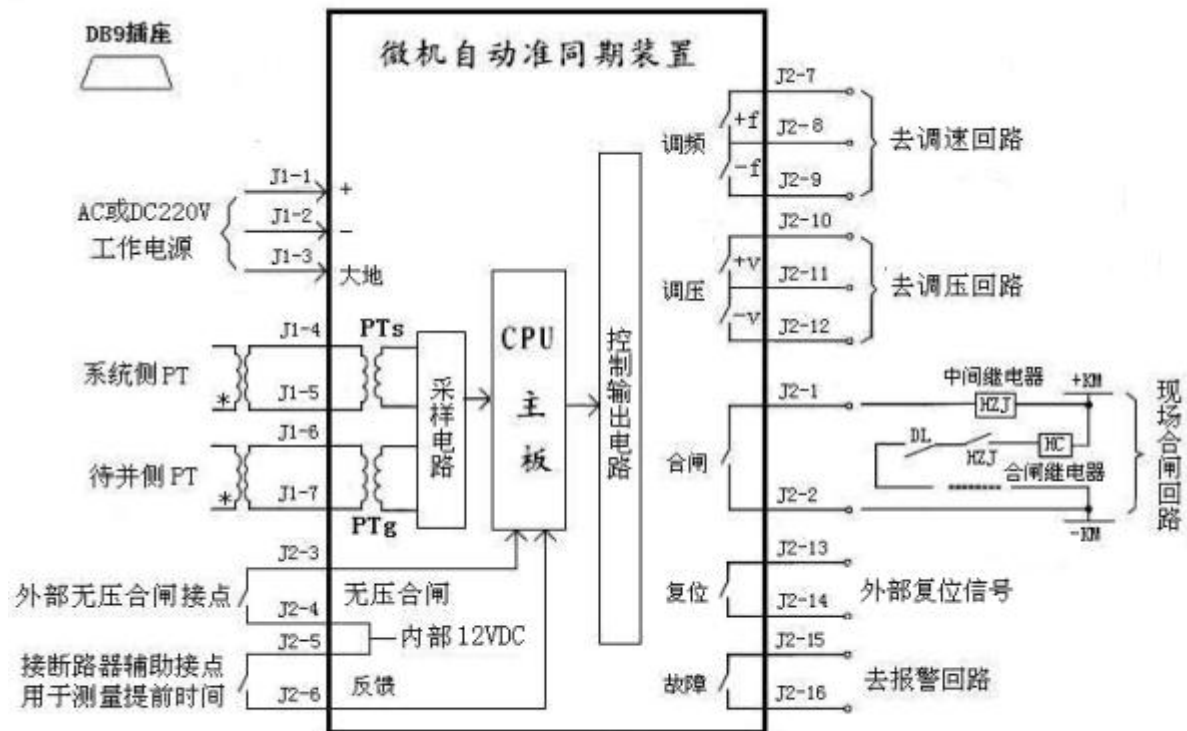 DB9插座
微机自动准同期装置
J1-1
+
AC或DC220V
工作电源
J1-2
-
J1-3
大地
系统侧PT
*
J1-4
J1-5
PTs
待并侧PT
*
J1-6
J1-7
PTg
采样电路
CPU
主
板
控制输出电路
外部无压合闸接点
J2-3
J2-4
无压合闸
内部12VDC
接断路器辅助接点
用于测量提前时间
J2-5
J2-6
反馈
调频
+f
-f
J2-7
J2-8
J2-9
去调速回路
调压
+v
-v
J2-10
J2-11
J2-12
去调压回路
合闸
J2-1
J2-2
中间继电器
HZJ
+KM
DL
HZJ
HC
合闸继电器
-KM
现场合闸回路
复位
J2-13
J2-14
外部复位信号
故障
J2-15
J2-16
去报警回路